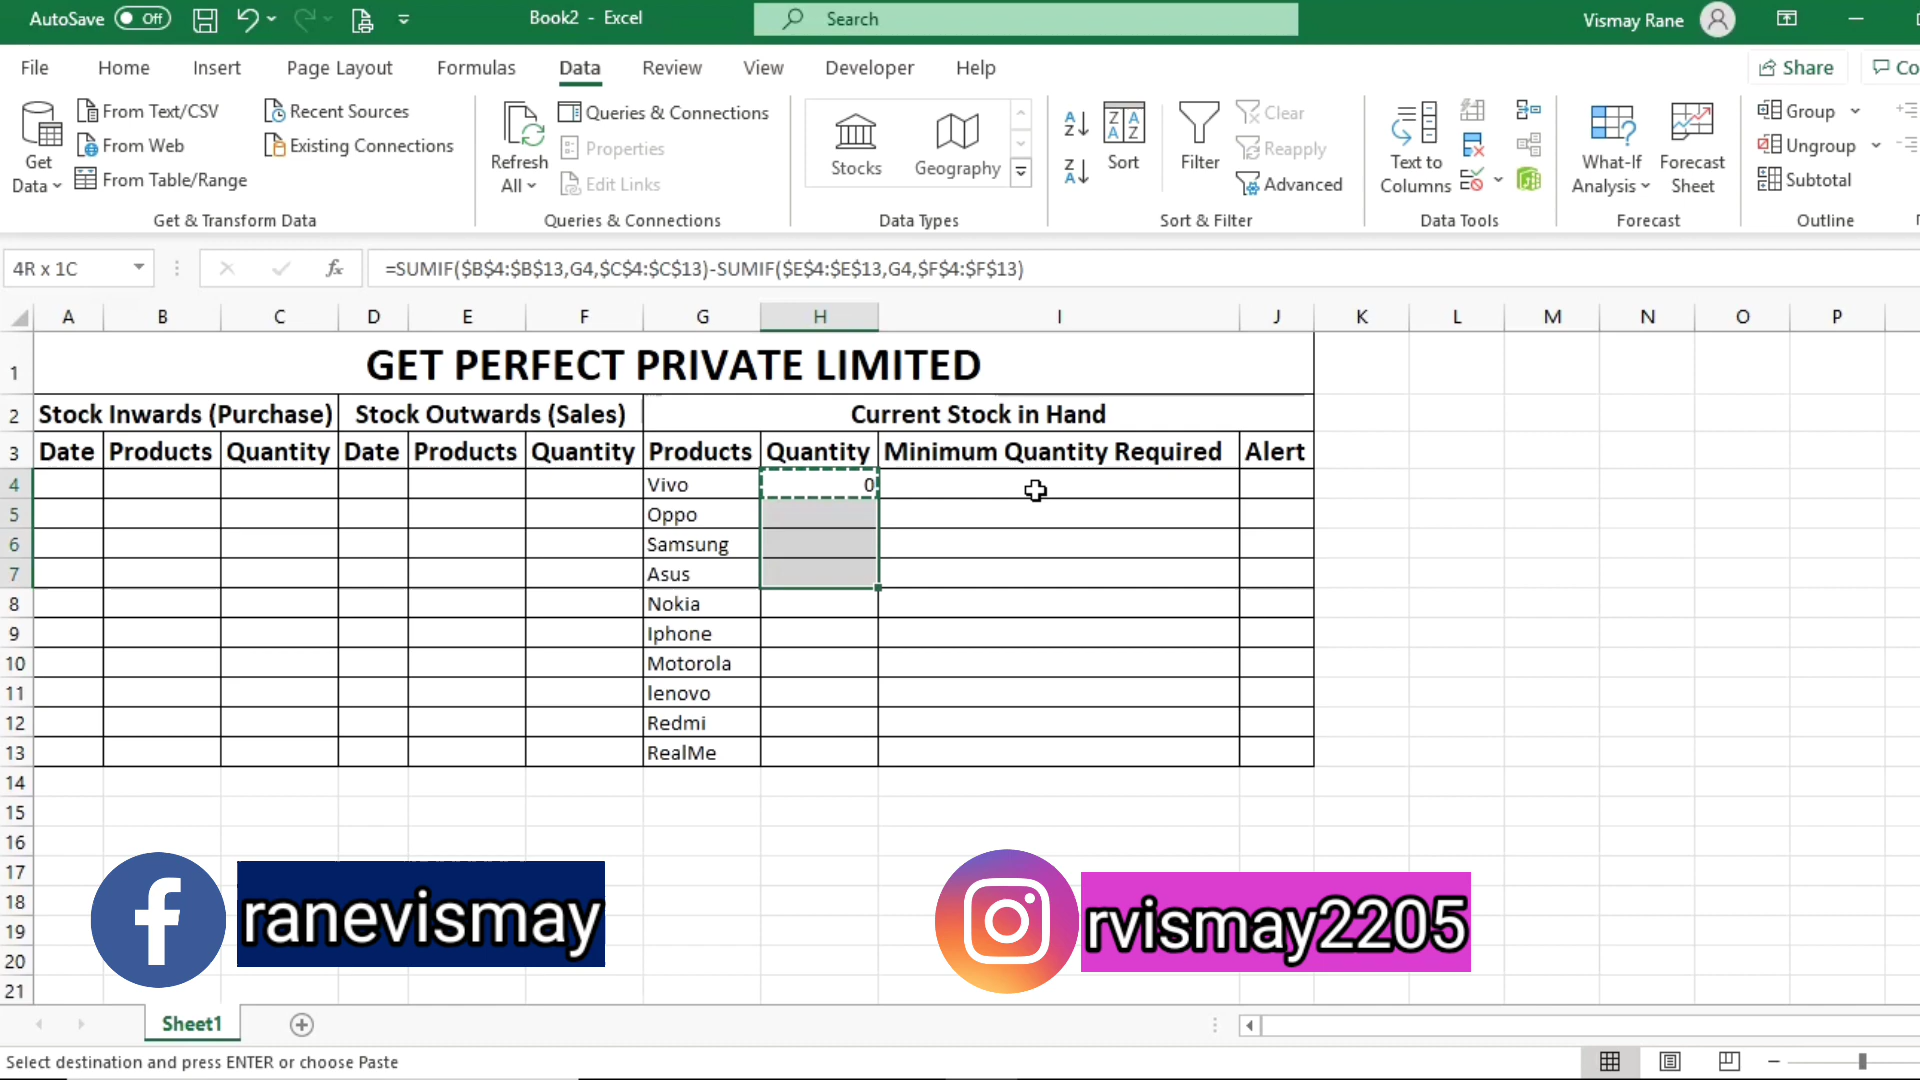 AutoSave Off Book2 - Excel Search Vismay Rane
File Home Insert Page Layout Formulas Data Review View Developer Help Share Co
Get Data
From Text/CSV
From Web
From Table/Range
Recent Sources
Existing Connections
Get & Transform Data
Refresh All
Queries & Connections
Properties
Edit Links
Queries & Connections
Stocks
Geography
Data Types
Sort
Filter
Clear
Reapply
Advanced
Sort & Filter
Text to Columns
Data Tools
What-If Analysis
Forecast Sheet
Forecast
Group
Ungroup
Subtotal
Outline
4R x 1C fx =SUMIF($B$4:$B$13,G4,$C$4:$C$13)-SUMIF($E$4:$E$13,G4,$F$4:$F$13)
A B C D E F G H I J K L M N O P
1 GET PERFECT PRIVATE LIMITED
2 Stock Inwards (Purchase) Stock Outwards (Sales) Current Stock in Hand
3 Date Products Quantity Date Products Quantity Products Quantity Minimum Quantity Required Alert
4 Vivo 0
5 Oppo
6 Samsung
7 Asus
8 Nokia
9 Iphone
10 Motorola
11 lenovo
12 Redmi
13 RealMe
14
15
16
17
18
19
20
21
ranevismay
rvismay2205
Sheet1
Select destination and press ENTER or choose Paste